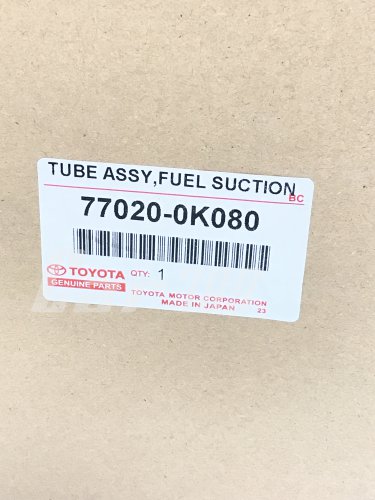 TUBE ASSY,FUEL SUCTION
BC
77020-0K080
TOYOTA QTY: 1
GENUINE PARTS
TOYOTA MOTOR CORPORATION
MADE IN JAPAN 23